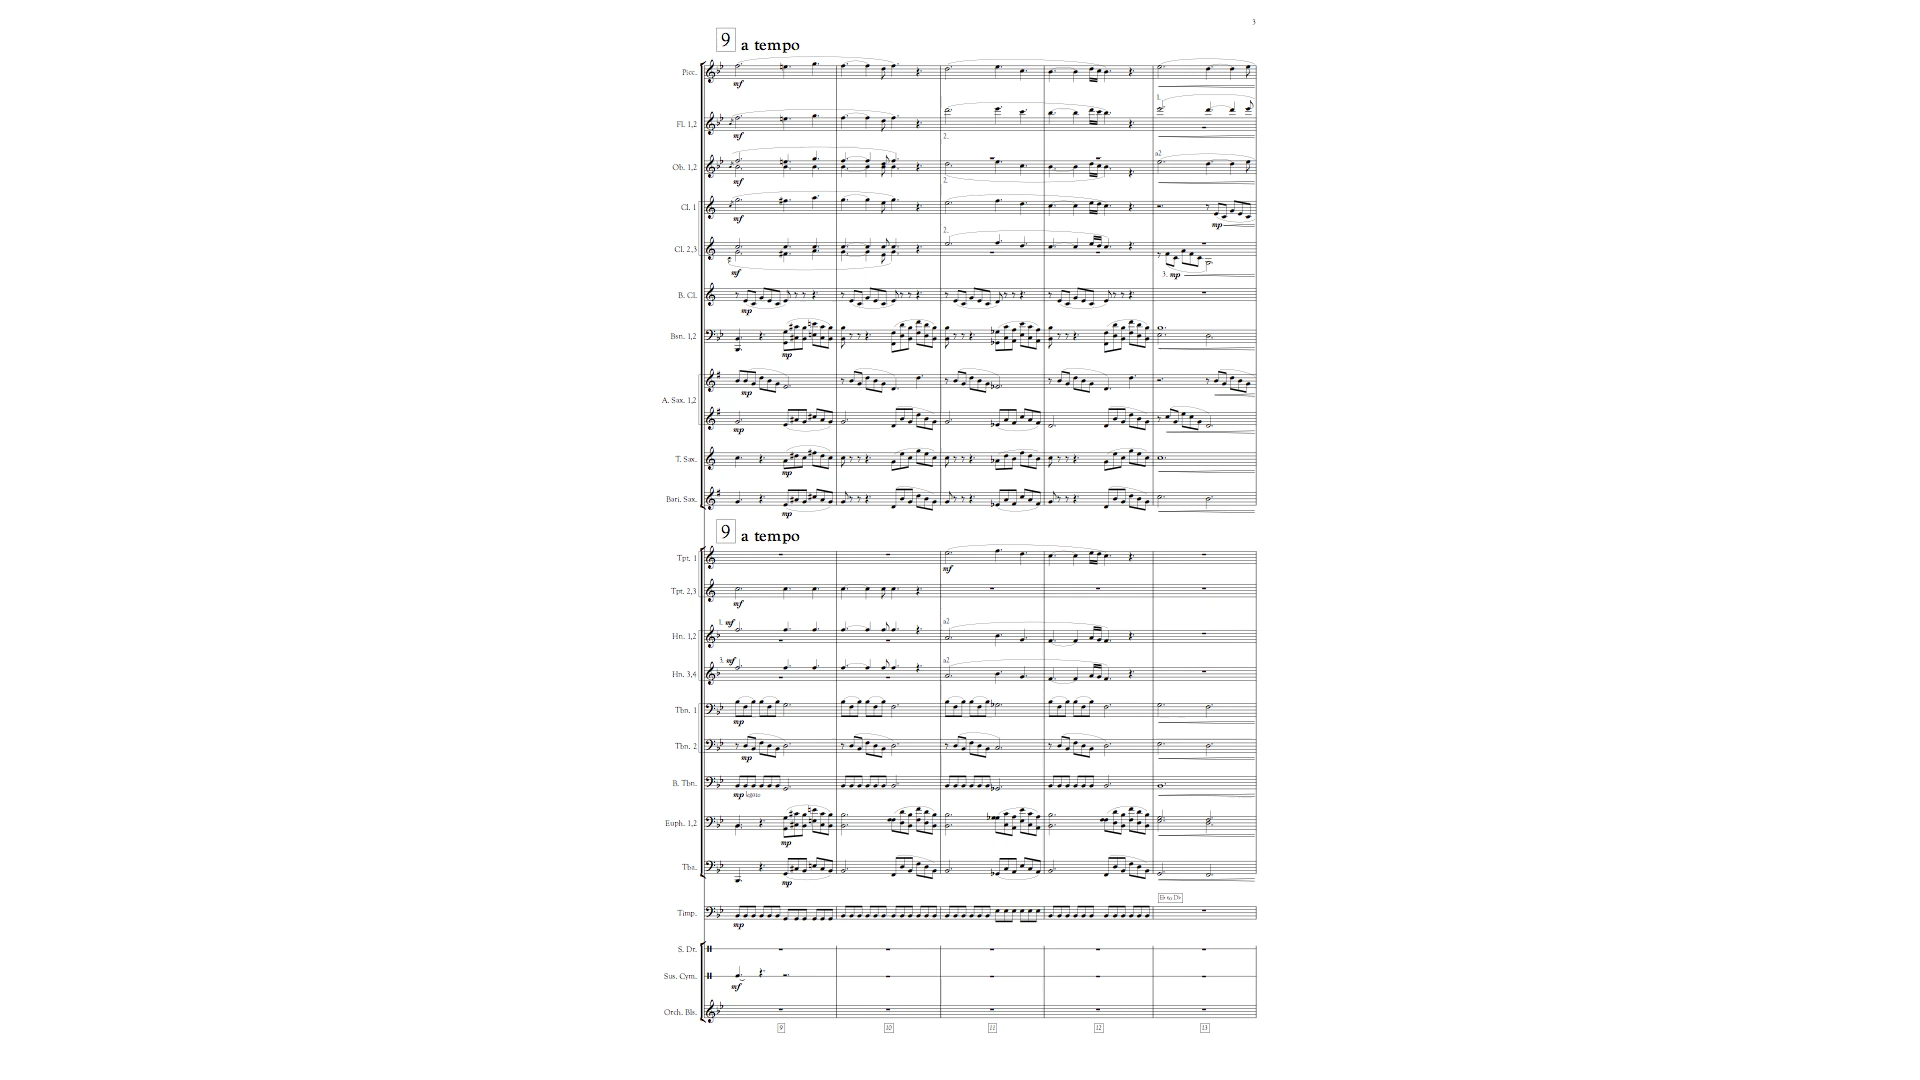 3
9 a tempo
Picc.
mf
1.
Fl. 1,2
mf
2.
a2
Ob. 1,2
mf
2.
Cl. 1
mf
mp
2.
Cl. 2,3
mf
3. mp
B. Cl.
mp
Bsn. 1,2
mp
mp
A. Sax. 1,2
mp
T. Sax.
mp
Bari. Sax.
mp
9 a tempo
Tpt. 1
mf
Tpt. 2,3
mf
1. mf
a2
Hn. 1,2
3. mf
a2
Hn. 3,4
Tbn. 1
mp
Tbn. 2
mp
B. Tbn.
mp legato
Euph. 1,2
mp
Tba.
mp
E♭ to D♭
Timp.
mp
S. Dr.
Sus. Cym.
mf
Orch. Bls.
9 10 11 12 13